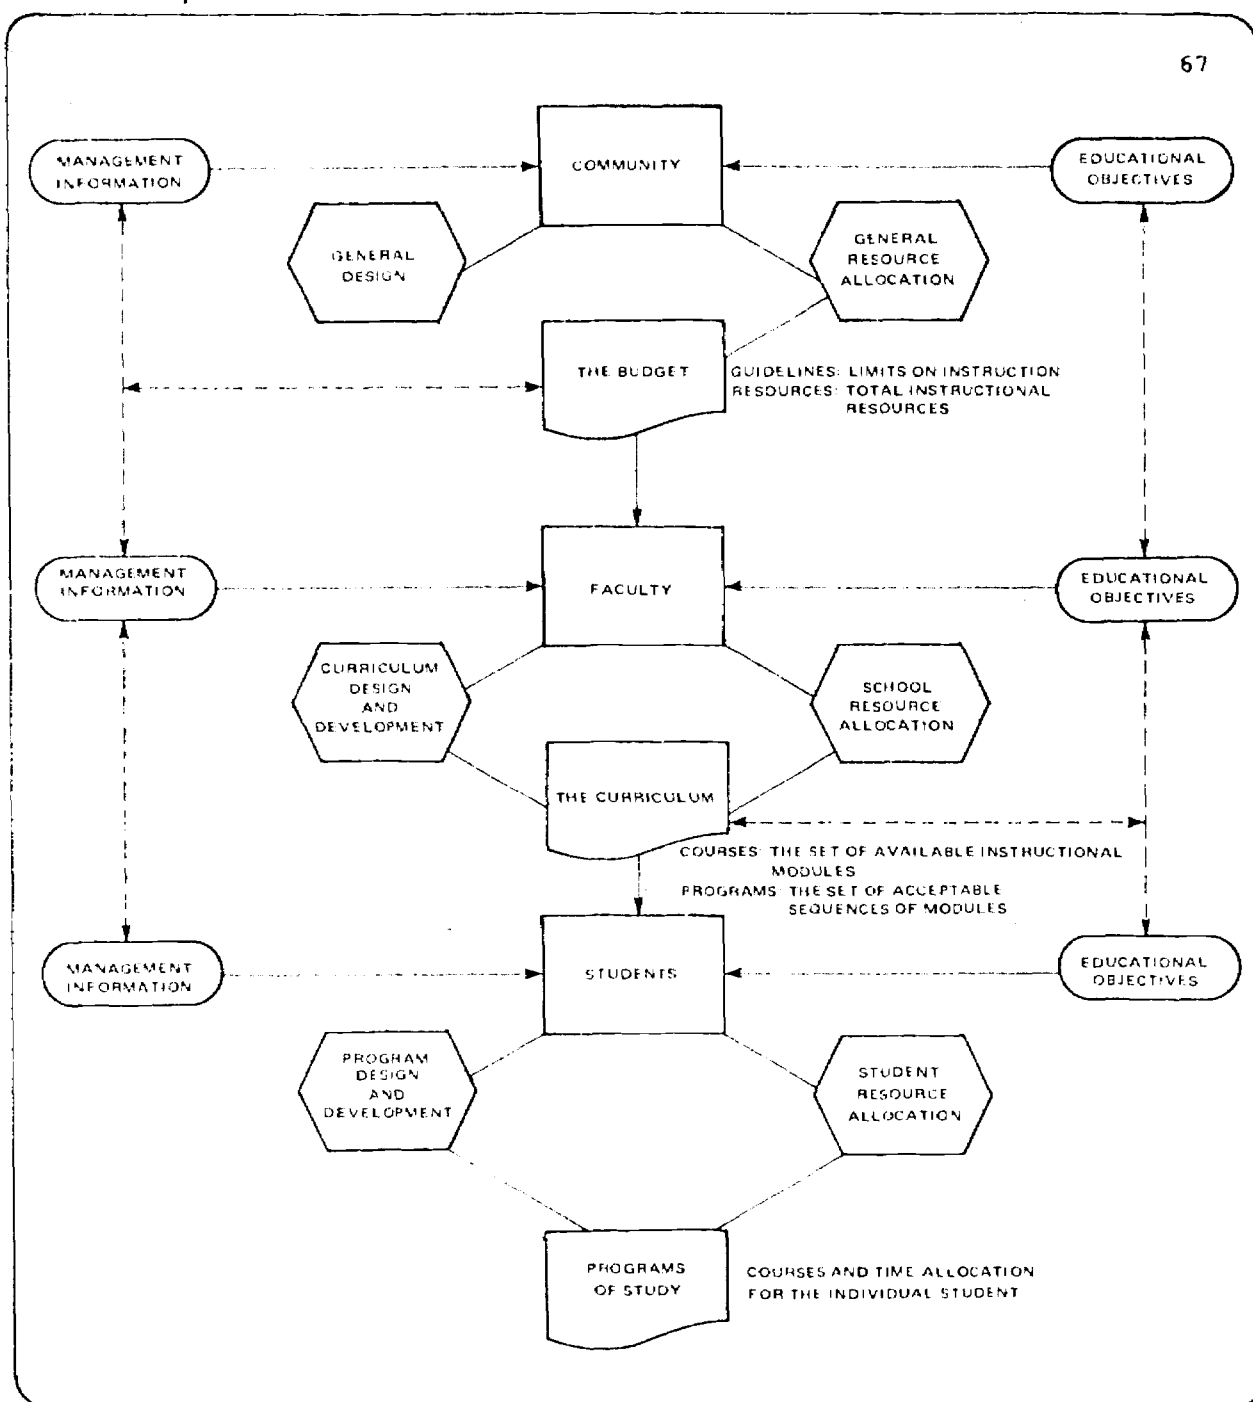 67
MANAGEMENT
INFORMATION
COMMUNITY
EDUCATIONAL
OBJECTIVES
GENERAL
DESIGN
GENERAL
RESOURCE
ALLOCATION
THE BUDGET
GUIDELINES: LIMITS ON INSTRUCTION
RESOURCES: TOTAL INSTRUCTIONAL
RESOURCES
MANAGEMENT
INFORMATION
FACULTY
EDUCATIONAL
OBJECTIVES
CURRICULUM
DESIGN
AND
DEVELOPMENT
SCHOOL
RESOURCE
ALLOCATION
THE CURRICULUM
COURSES: THE SET OF AVAILABLE INSTRUCTIONAL
MODULES
PROGRAMS: THE SET OF ACCEPTABLE
SEQUENCES OF MODULES
MANAGEMENT
INFORMATION
STUDENTS
EDUCATIONAL
OBJECTIVES
PROGRAM
DESIGN
AND
DEVELOPMENT
STUDENT
RESOURCE
ALLOCATION
PROGRAMS
OF STUDY
COURSES AND TIME ALLOCATION
FOR THE INDIVIDUAL STUDENT